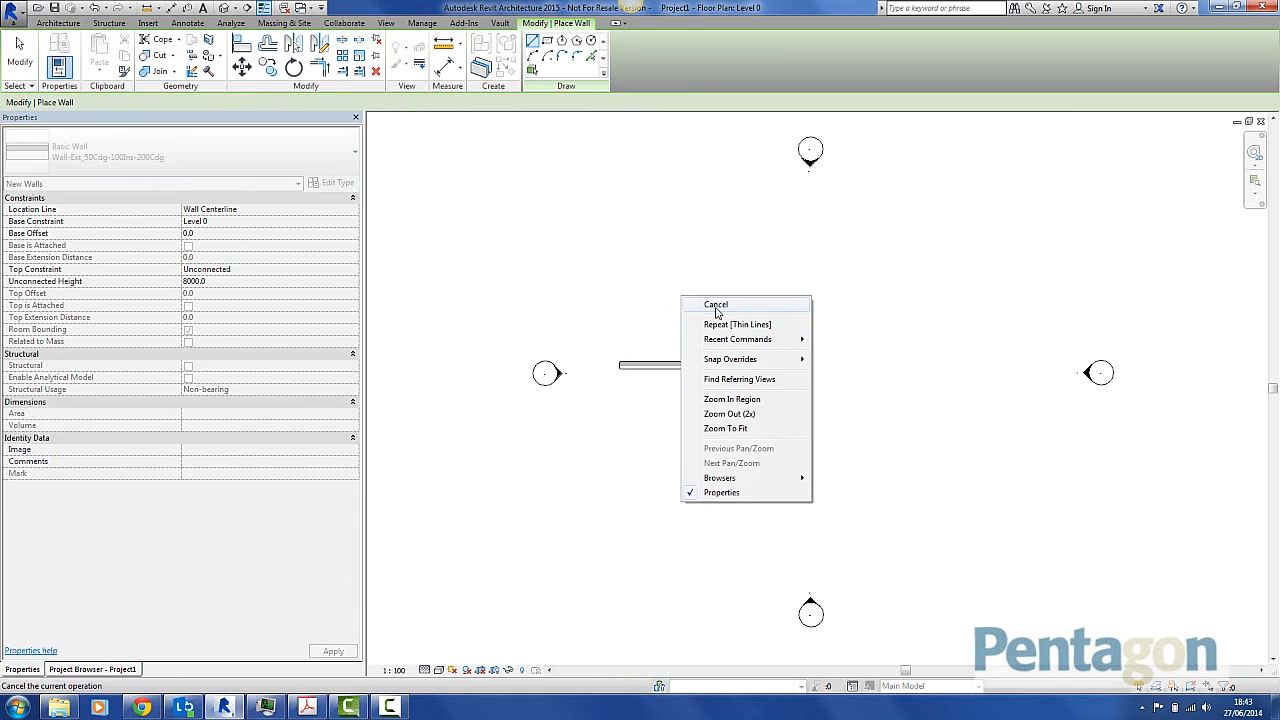 Autodesk Revit Architecture 2015 - Not For Resale Version - Project1 - Floor Plan: Level 0
Type a keyword or phrase
Sign In
Architecture Structure Insert Annotate Analyze Massing & Site Collaborate View Manage Add-Ins Vault Modify | Place Wall
Modify
Paste
Cope
Cut
Join
Select Properties Clipboard Geometry Modify View Measure Create Draw
Modify | Place Wall
Properties
Basic Wall
Wall-Ext_50Cdg-100Ins-200Cdg
New Walls
Edit Type
Constraints
Location Line Wall Centerline
Base Constraint Level 0
Base Offset 0.0
Base is Attached
Base Extension Distance 0.0
Top Constraint Unconnected
Unconnected Height 8000.0
Top Offset 0.0
Top is Attached
Top Extension Distance 0.0
Room Bounding
Related to Mass
Structural
Structural
Enable Analytical Model
Structural Usage Non-bearing
Dimensions
Area
Volume
Identity Data
Image
Comments
Mark
Cancel
Repeat [Thin Lines]
Recent Commands
Snap Overrides
Find Referring Views
Zoom In Region
Zoom Out (2x)
Zoom To Fit
Previous Pan/Zoom
Next Pan/Zoom
Browsers
Properties
Pentagon
Properties help
Apply
Properties
Project Browser - Project1
1 : 100
Cancel the current operation
:0
Main Model
:0
18:43
27/06/2014